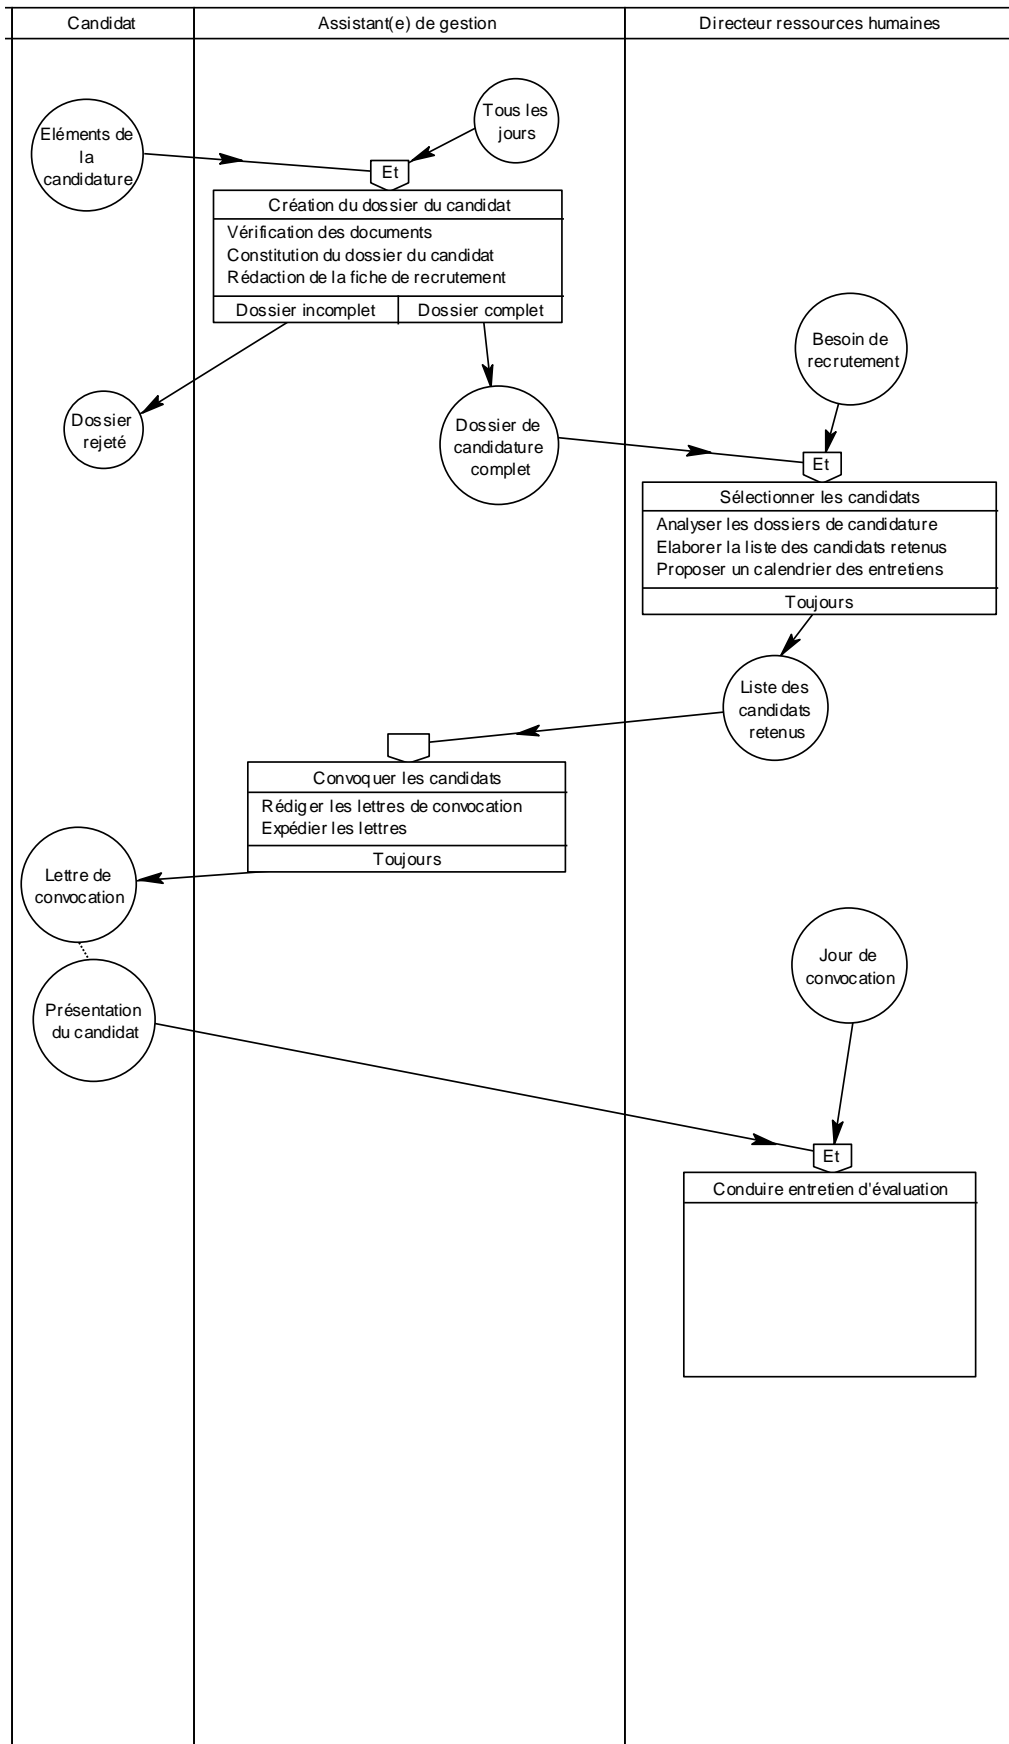 Candidat
Assistant(e) de gestion
Directeur ressources humaines
Eléments de
la
candidature
Tous les
jours
Et
Création du dossier du candidat
Vérification des documents
Constitution du dossier du candidat
Rédaction de la fiche de recrutement
Dossier incomplet
Dossier complet
Besoin de
recrutement
Dossier
rejeté
Dossier de
candidature
complet
Et
Sélectionner les candidats
Analyser les dossiers de candidature
Elaborer la liste des candidats retenus
Proposer un calendrier des entretiens
Toujours
Liste des
candidats
retenus
Convoquer les candidats
Rédiger les lettres de convocation
Expédier les lettres
Toujours
Lettre de
convocation
Jour de
convocation
Présentation
du candidat
Et
Conduire entretien d'évaluation